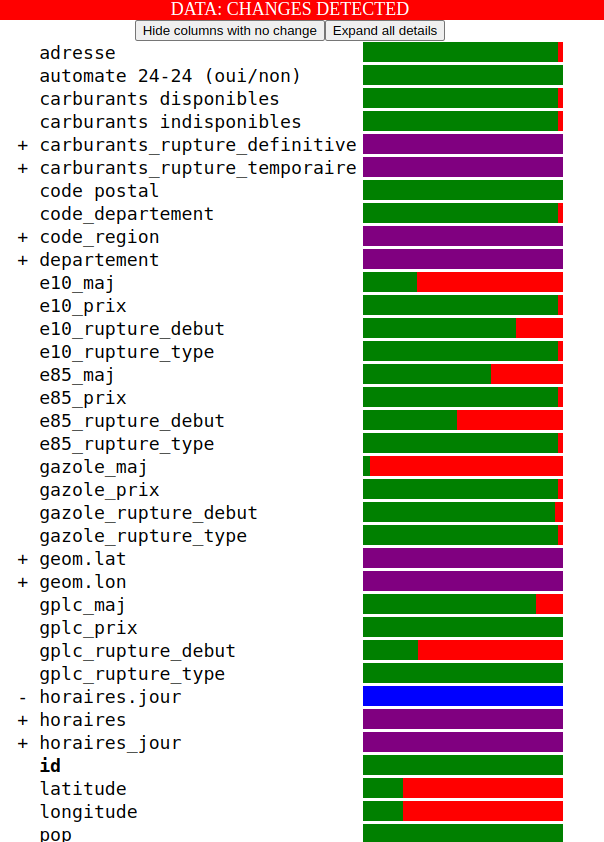 DATA: CHANGES DETECTED
Hide columns with no change Expand all details
adresse
automate 24-24 (oui/non)
carburants disponibles
carburants indisponibles
+ carburants_rupture_definitive
+ carburants_rupture_temporaire
code postal
code_departement
+ code_region
+ departement
e10_maj
e10_prix
e10_rupture_debut
e10_rupture_type
e85_maj
e85_prix
e85_rupture_debut
e85_rupture_type
gazole_maj
gazole_prix
gazole_rupture_debut
gazole_rupture_type
+ geom.lat
+ geom.lon
gplc_maj
gplc_prix
gplc_rupture_debut
gplc_rupture_type
- horaires.jour
+ horaires
+ horaires_jour
id
latitude
longitude
pop